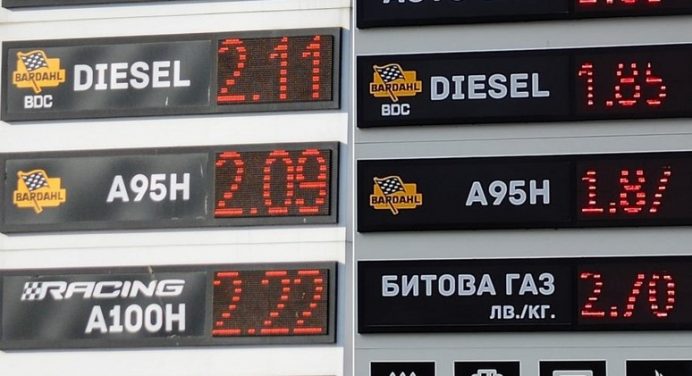 BARDAHL DIESEL 2.11
BDC
BARDAHL A95H 2.09
RACING
A100H 2.22
BARDAHL DIESEL 1.85
BDC
BARDAHL A95H 1.87
БИТОВА ГАЗ 2.70
ЛВ./КГ.